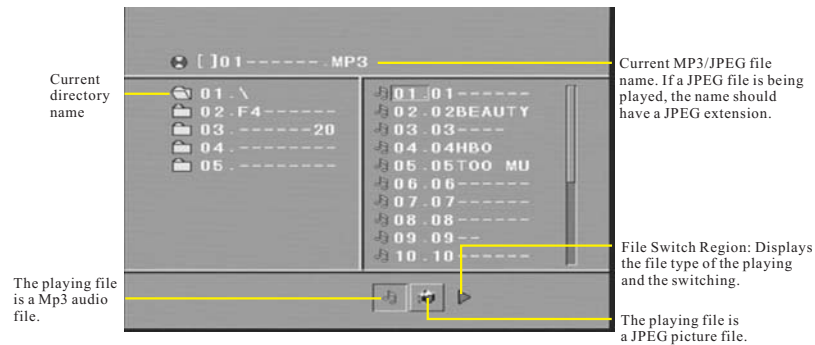 [ ]01------.MP3
Current
directory
name
01.\
02.F4------
03.------20
04.-------
05.-------
01.01------
02.02BEAUTY
03.03----
04.04HBO
05.05TOO MU
06.06------
07.07------
08.08------
09.09--
10.10------
Current MP3/JPEG file
name. If a JPEG file is being
played, the name should
have a JPEG extension.
File Switch Region: Displays
the file type of the playing
and the switching.
The playing file
is a Mp3 audio
file.
The playing file is
a JPEG picture file.